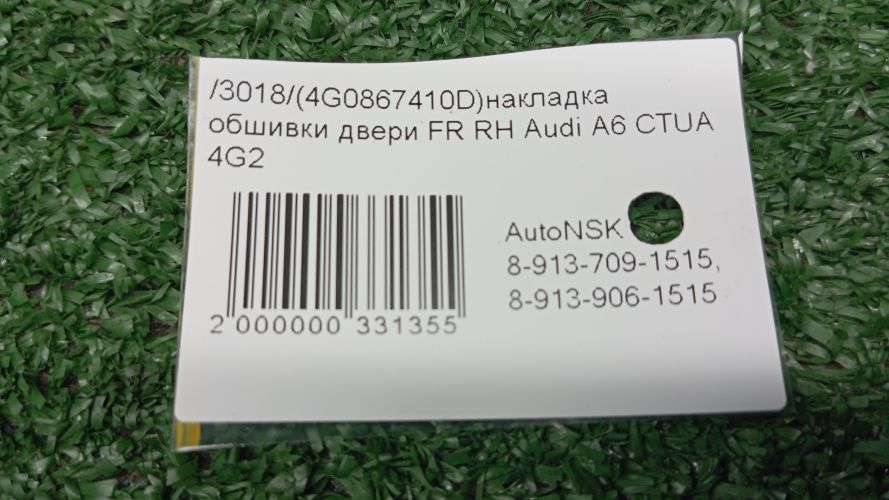 /3018/(4G0867410D)накладка
обшивки двери FR RH Audi A6 CTUA
4G2
AutoNSK
8-913-709-1515,
8-913-906-1515
2 000000 331355